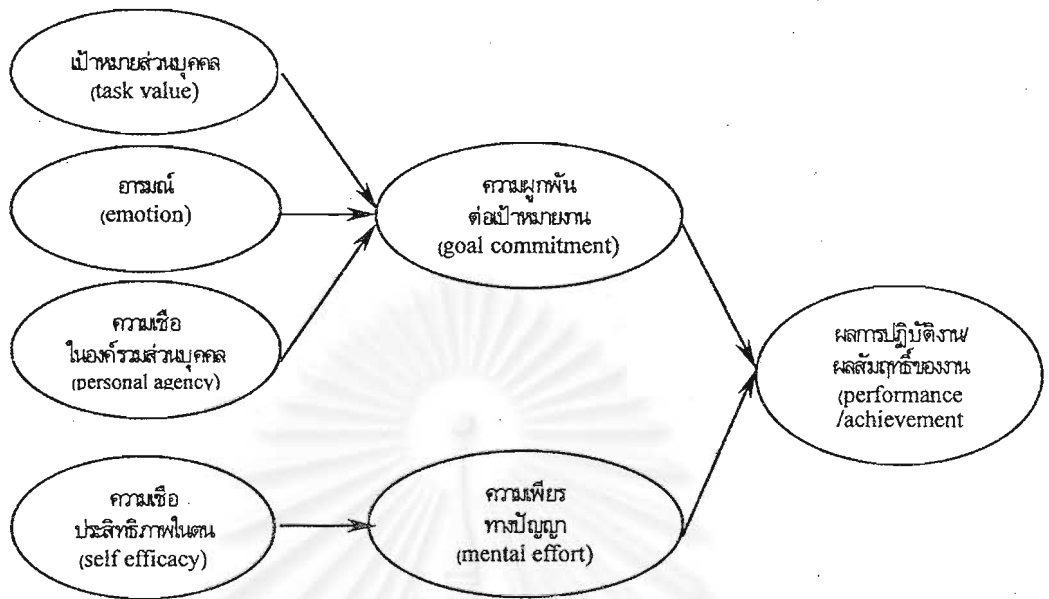 เป้าหมายส่วนบุคคล
(task value)
อารมณ์
(emotion)
ความเชื่อ
ในองค์รวมส่วนบุคคล
(personal agency)
ความเชื่อ
ประสิทธิภาพในตน
(self efficacy)
ความผูกพัน
ต่อเป้าหมายงาน
(goal commitment)
ความเพียร
ทางปัญญา
(mental effort)
ผลการปฏิบัติงาน/
ผลสัมฤทธิ์ของงาน
(performance
/achievement